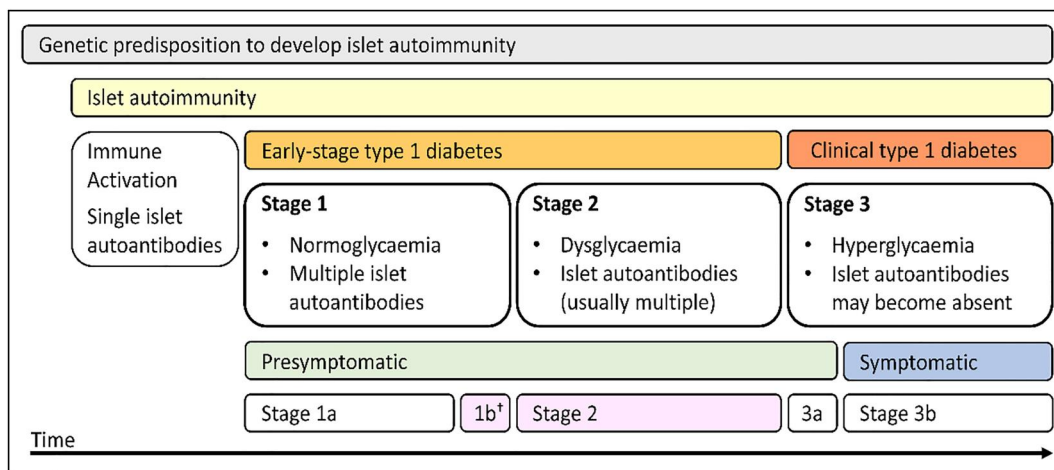 Genetic predisposition to develop islet autoimmunity
Islet autoimmunity
Immune
Activation
Single islet
autoantibodies
Early-stage type 1 diabetes
Clinical type 1 diabetes
Stage 1
• Normoglycaemia
• Multiple islet
autoantibodies
Stage 2
• Dysglycaemia
• Islet autoantibodies
(usually multiple)
Stage 3
• Hyperglycaemia
• Islet autoantibodies
may become absent
Presymptomatic
Symptomatic
Stage 1a
1b†
Stage 2
3a
Stage 3b
Time